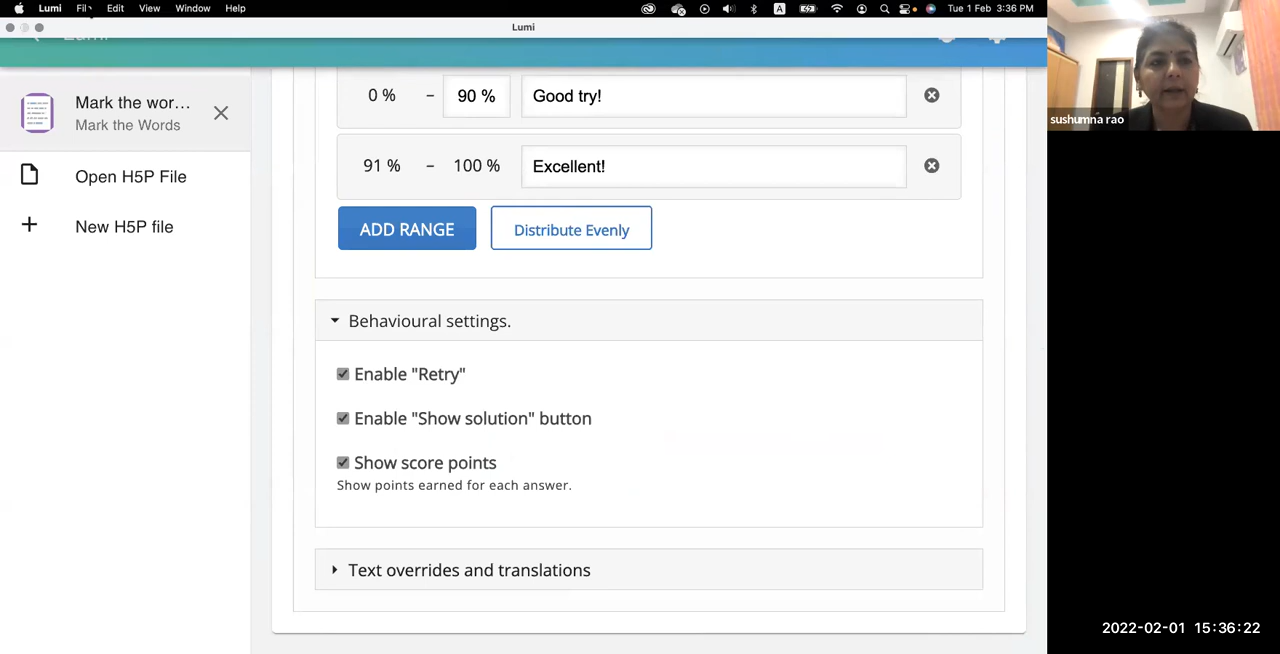 Lumi File Edit View Window Help A Tue 1 Feb 3:36 PM
Lumi
Lumi
Mark the wor...
Mark the Words
Open H5P File
New H5P file
0 % – 90 % Good try!
91 % – 100 % Excellent!
ADD RANGE Distribute Evenly
Behavioural settings.
Enable "Retry"
Enable "Show solution" button
Show score points
Show points earned for each answer.
Text overrides and translations
sushumna rao
2022-02-01 15:36:22